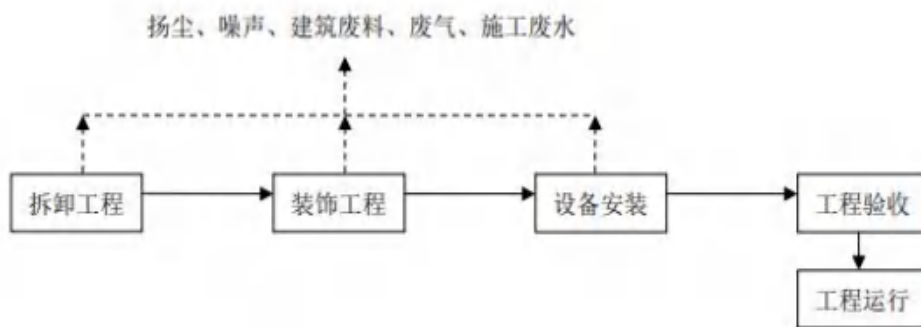 扬尘、噪声、建筑废料、废气、施工废水
拆卸工程
装饰工程
设备安装
工程验收
工程运行